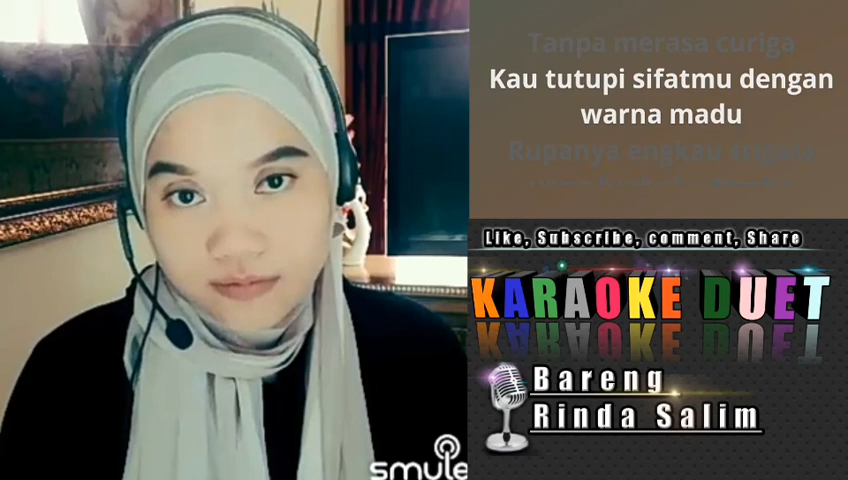 Tanpa merasa curiga
Kau tutupi sifatmu dengan
warna madu
Rupanya engkau srigala
Like, Subscribe, comment, Share
KARAOKE DUET
Bareng
Rinda Salim
smule